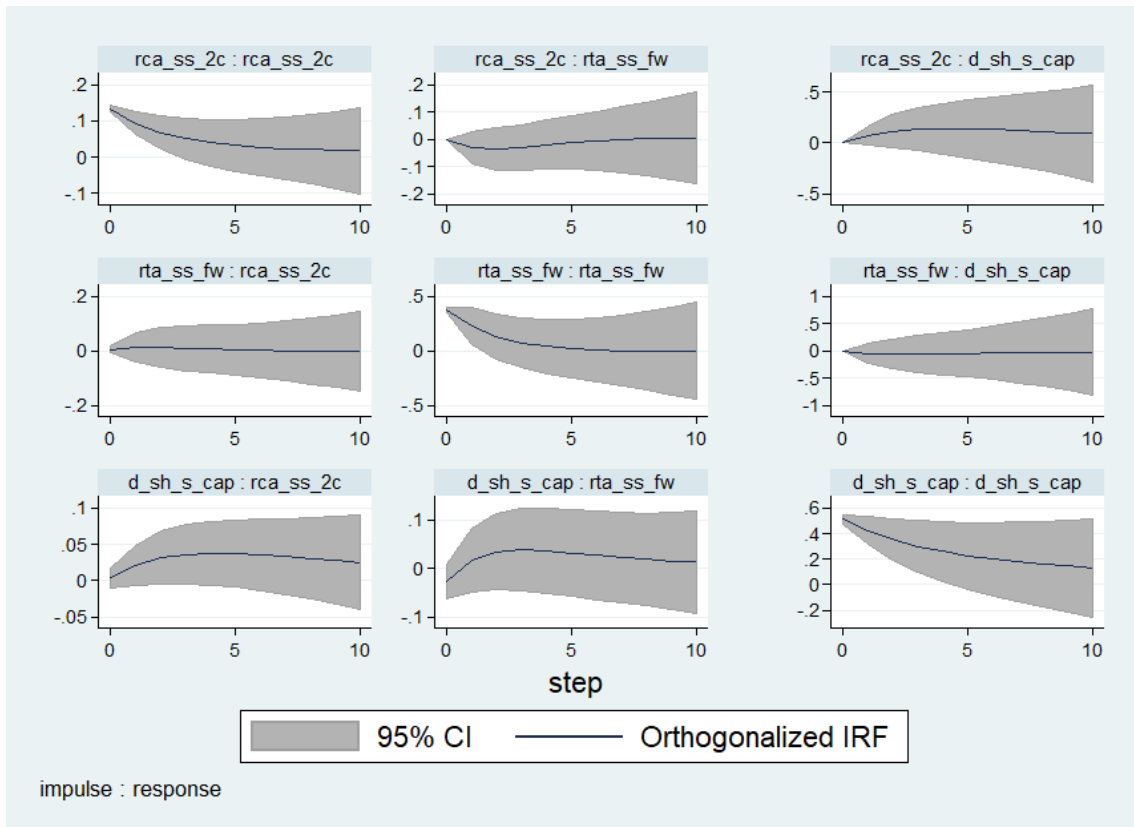 rca_ss_2c : rca_ss_2c
rca_ss_2c : rta_ss_fw
rca_ss_2c : d_sh_s_cap
.2
.1
0
-.1
0 5 10
.2
.1
0
-.1
-.2
0 5 10
.5
0
-.5
0 5 10
rta_ss_fw : rca_ss_2c
rta_ss_fw : rta_ss_fw
rta_ss_fw : d_sh_s_cap
.2
0
-.2
0 5 10
.5
0
-.5
0 5 10
1
.5
0
-.5
-1
0 5 10
d_sh_s_cap : rca_ss_2c
d_sh_s_cap : rta_ss_fw
d_sh_s_cap : d_sh_s_cap
.1
.05
0
-.05
0 5 10
.1
0
-.1
0 5 10
.6
.4
.2
0
-.2
0 5 10
step
95% CI
Orthogonalized IRF
impulse : response